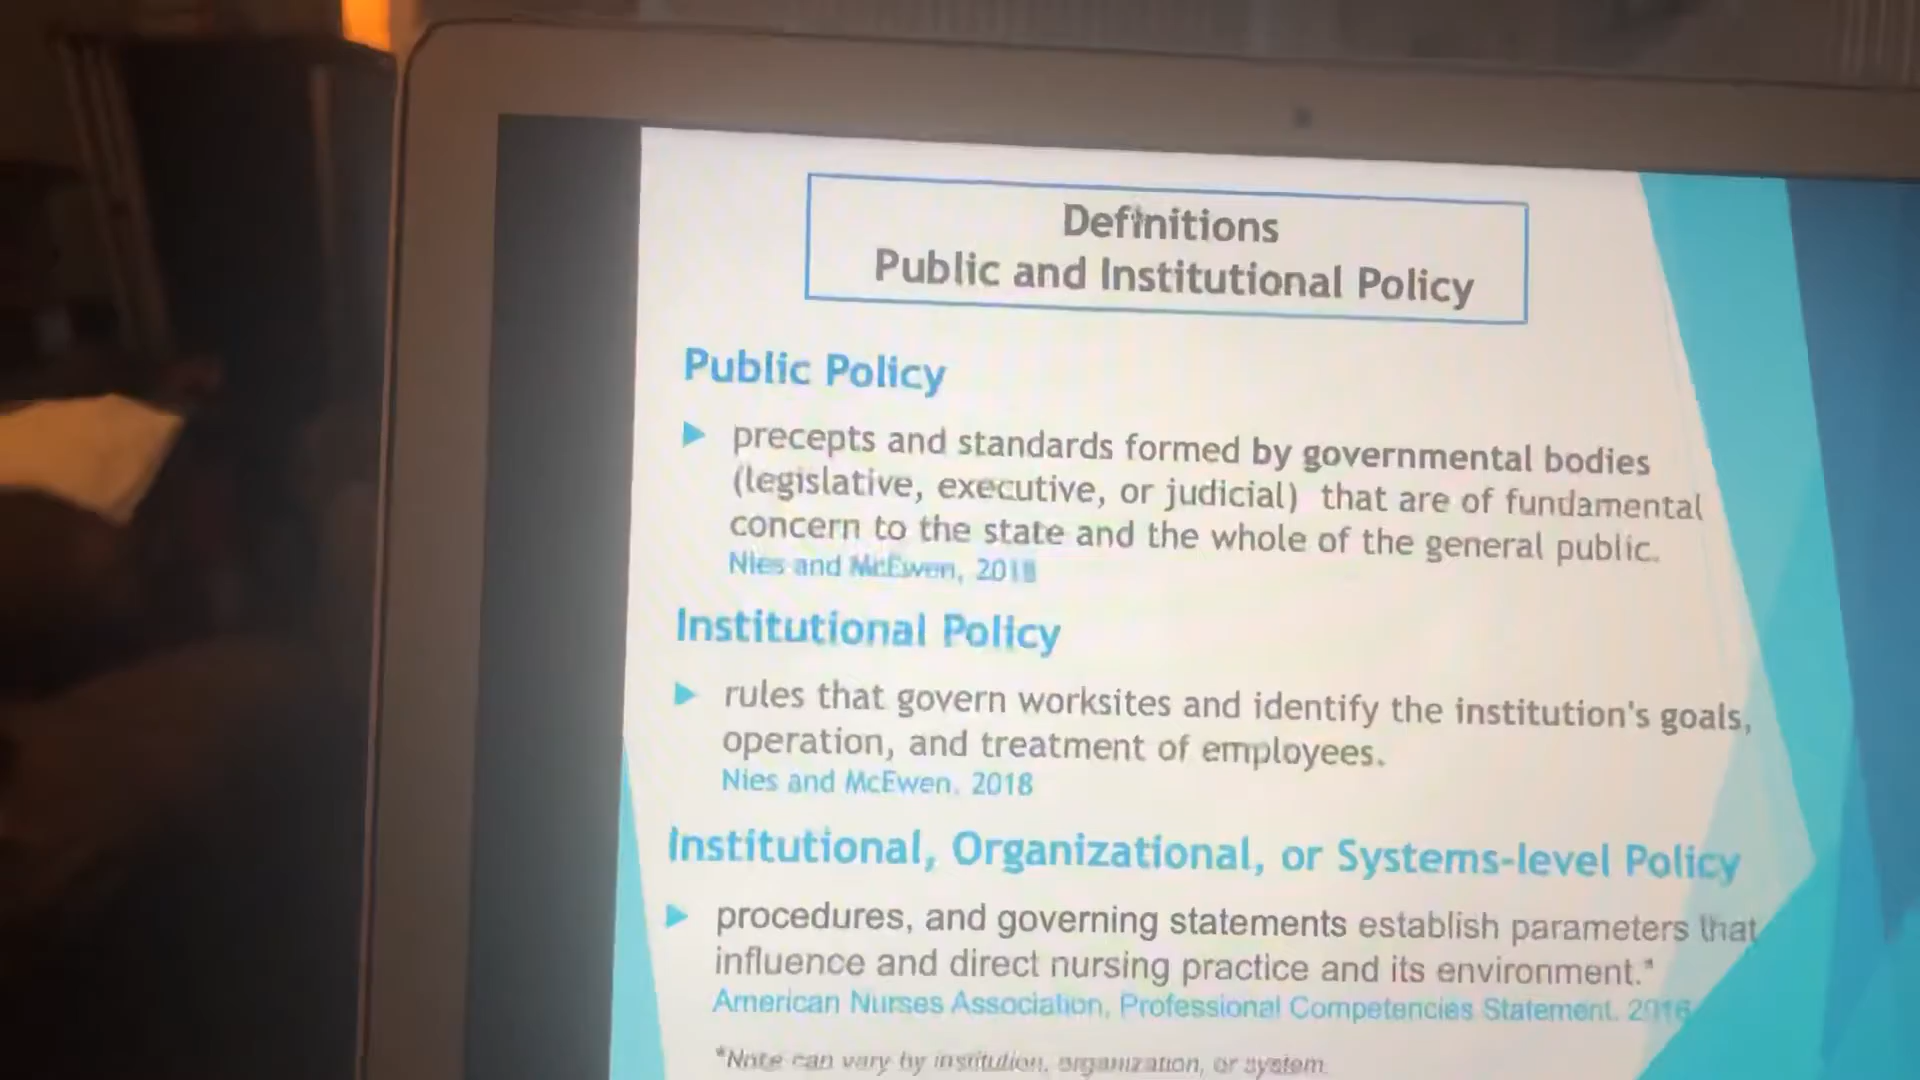 Definitions
Public and Institutional Policy
Public Policy
precepts and standards formed by governmental bodies
(legislative, executive, or judicial) that are of fundamental
concern to the state and the whole of the general public.
Nies and McEwen, 2018
Institutional Policy
rules that govern worksites and identify the institution's goals,
operation, and treatment of employees.
Nies and McEwen, 2018
Institutional, Organizational, or Systems-level Policy
procedures, and governing statements establish parameters that
influence and direct nursing practice and its environment.*
American Nurses Association, Professional Competencies Statement, 2016
*Note can vary by institution, organization, or system.